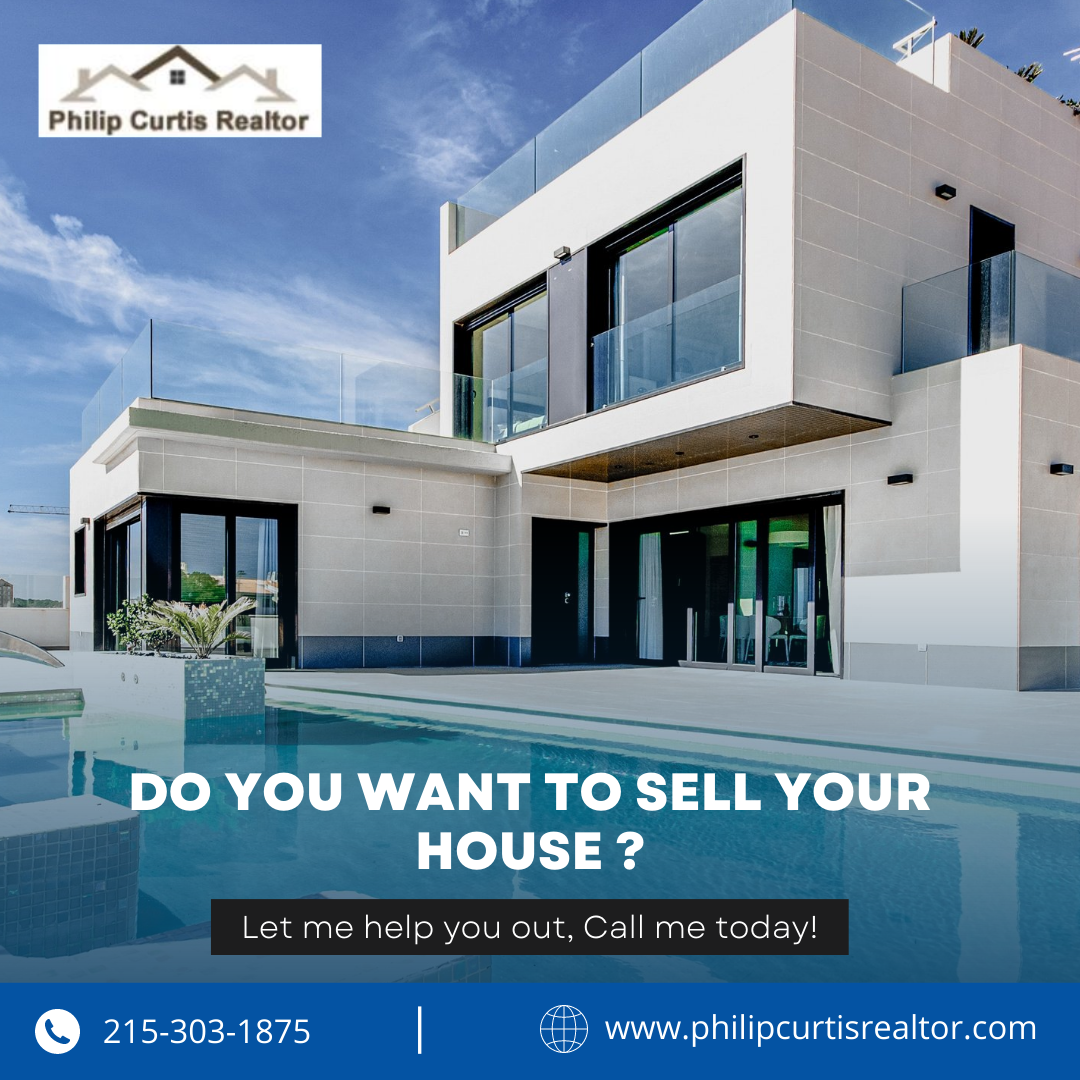 Philip Curtis Realtor
DO YOU WANT TO SELL YOUR
HOUSE ?
Let me help you out, Call me today!
215-303-1875
www.philipcurtisrealtor.com